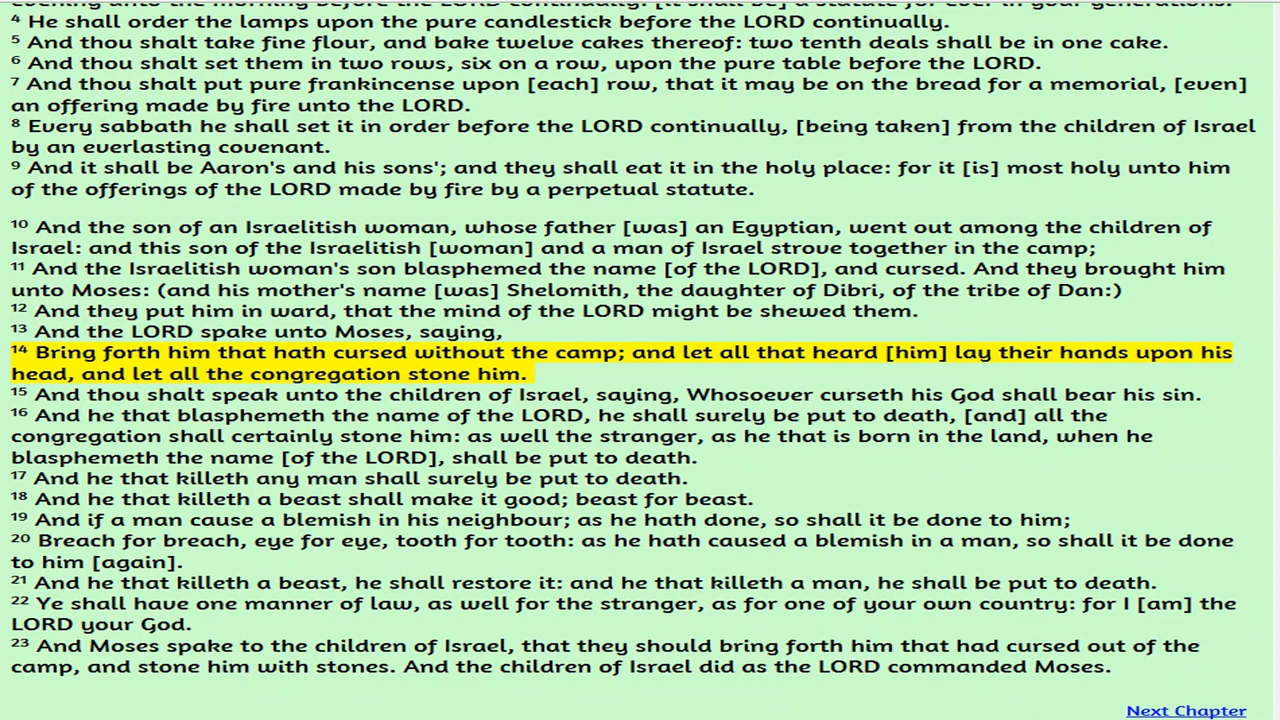 ⁴ He shall order the lamps upon the pure candlestick before the LORD continually.
⁵ And thou shalt take fine flour, and bake twelve cakes thereof: two tenth deals shall be in one cake.
⁶ And thou shalt set them in two rows, six on a row, upon the pure table before the LORD.
⁷ And thou shalt put pure frankincense upon [each] row, that it may be on the bread for a memorial, [even]
an offering made by fire unto the LORD.
⁸ Every sabbath he shall set it in order before the LORD continually, [being taken] from the children of Israel
by an everlasting covenant.
⁹ And it shall be Aaron's and his sons'; and they shall eat it in the holy place: for it [is] most holy unto him
of the offerings of the LORD made by fire by a perpetual statute.
¹⁰ And the son of an Israelitish woman, whose father [was] an Egyptian, went out among the children of
Israel: and this son of the Israelitish [woman] and a man of Israel strove together in the camp;
¹¹ And the Israelitish woman's son blasphemed the name [of the LORD], and cursed. And they brought him
unto Moses: (and his mother's name [was] Shelomith, the daughter of Dibri, of the tribe of Dan:)
¹² And they put him in ward, that the mind of the LORD might be shewed them.
¹³ And the LORD spake unto Moses, saying,
¹⁴ Bring forth him that hath cursed without the camp; and let all that heard [him] lay their hands upon his
head, and let all the congregation stone him.
¹⁵ And thou shalt speak unto the children of Israel, saying, Whosoever curseth his God shall bear his sin.
¹⁶ And he that blasphemeth the name of the LORD, he shall surely be put to death, [and] all the
congregation shall certainly stone him: as well the stranger, as he that is born in the land, when he
blasphemeth the name [of the LORD], shall be put to death.
¹⁷ And he that killeth any man shall surely be put to death.
¹⁸ And he that killeth a beast shall make it good; beast for beast.
¹⁹ And if a man cause a blemish in his neighbour; as he hath done, so shall it be done to him;
²⁰ Breach for breach, eye for eye, tooth for tooth: as he hath caused a blemish in a man, so shall it be done
to him [again].
²¹ And he that killeth a beast, he shall restore it: and he that killeth a man, he shall be put to death.
²² Ye shall have one manner of law, as well for the stranger, as for one of your own country: for I [am] the
LORD your God.
²³ And Moses spake to the children of Israel, that they should bring forth him that had cursed out of the
camp, and stone him with stones. And the children of Israel did as the LORD commanded Moses.
Next Chapter